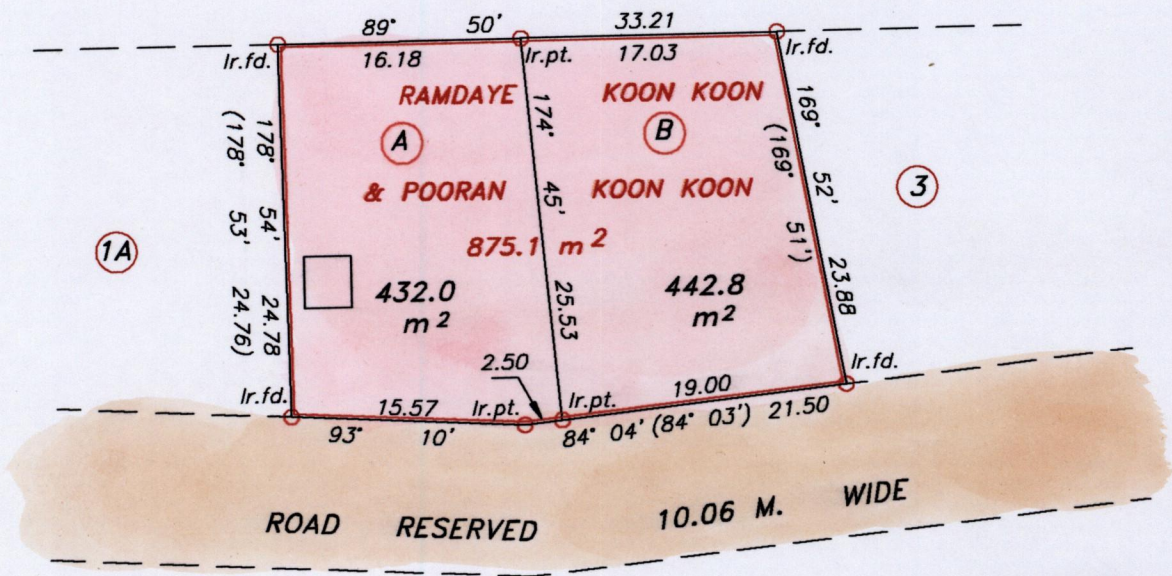 89° 50' 33.21
Ir.fd. 16.18 Ir.pt. 17.03 Ir.fd.
RAMDAYE KOON KOON
A B
& POORAN KOON KOON
875.1 m²
432.0 m²
442.8 m²
178° 54' 24.78
(178° 53' 24.76)
174° 45' 25.53
169° 52' 23.88
(169° 51')
1A
3
2.50
Ir.fd. 15.57 Ir.pt. Ir.pt. 19.00 Ir.fd.
93° 10' 84° 04' (84° 03') 21.50
ROAD RESERVED 10.06 M. WIDE